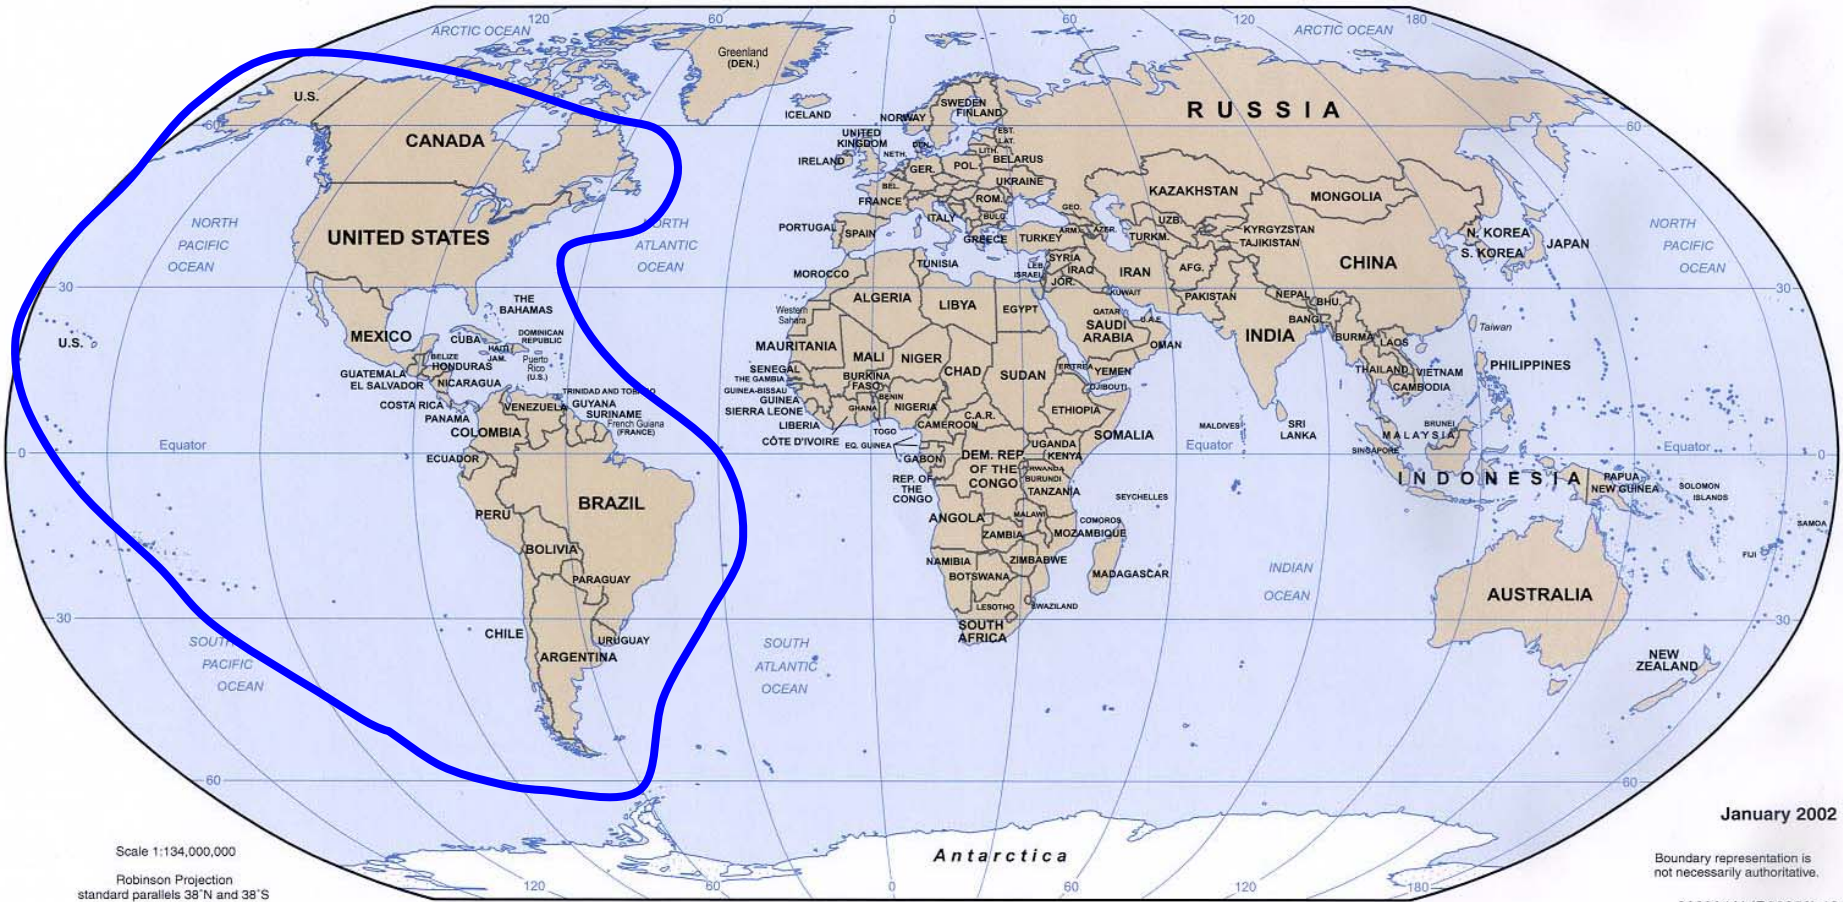 120
60
0
60
120
180
ARCTIC OCEAN
ARCTIC OCEAN
Greenland
(DEN.)
U.S.
ICELAND
NORWAY
SWEDEN
FINLAND
RUSSIA
60
60
CANADA
UNITED
KINGDOM
DEN.
EST.
LAT.
LITH.
IRELAND
NETH.
BELARUS
GER.
POL.
BEL.
UKRAINE
KAZAKHSTAN
MONGOLIA
FRANCE
ROM.
NORTH
PACIFIC
OCEAN
UNITED STATES
NORTH
ATLANTIC
OCEAN
PORTUGAL
SPAIN
ITALY
BULG.
GREECE
TURKEY
GEO.
ARM.
AZER.
UZB.
TURKM.
KYRGYZSTAN
TAJIKISTAN
N. KOREA
S. KOREA
JAPAN
NORTH
PACIFIC
OCEAN
TUNISIA
LEB.
ISRAEL
SYRIA
IRAQ
JOR.
IRAN
AFG.
CHINA
MOROCCO
KUWAIT
30
30
ALGERIA
LIBYA
EGYPT
PAKISTAN
NEPAL
BHU.
THE
BAHAMAS
Western
Sahara
QATAR
U.A.E.
SAUDI
ARABIA
BANGL.
INDIA
Taiwan
U.S.
MEXICO
CUBA
HAITI
DOMINICAN
REPUBLIC
JAM.
Puerto
Rico
(U.S.)
BELIZE
HONDURAS
GUATEMALA
EL SALVADOR
NICARAGUA
MAURITANIA
MALI
NIGER
CHAD
SUDAN
OMAN
YEMEN
ERITREA
DJIBOUTI
BURMA
LAOS
THAILAND
VIETNAM
CAMBODIA
PHILIPPINES
SENEGAL
THE GAMBIA
GUINEA-BISSAU
GUINEA
SIERRA LEONE
LIBERIA
BURKINA
FASO
BENIN
GHANA
NIGERIA
COSTA RICA
PANAMA
VENEZUELA
TRINIDAD AND TOBAGO
GUYANA
SURINAME
French Guiana
(FRANCE)
COLOMBIA
CÔTE D'IVOIRE
TOGO
EQ. GUINEA
CAMEROON
C.A.R.
ETHIOPIA
SOMALIA
MALDIVES
SRI
LANKA
BRUNEI
MALAYSIA
SINGAPORE
0
Equator
Equator
Equator
0
ECUADOR
GABON
REP. OF
THE
CONGO
DEM. REP.
OF THE
CONGO
UGANDA
KENYA
RWANDA
BURUNDI
TANZANIA
SEYCHELLES
INDONESIA
PAPUA
NEW GUINEA
SOLOMON
ISLANDS
PERU
BRAZIL
ANGOLA
MALAWI
COMOROS
ZAMBIA
MOZAMBIQUE
SAMOA
BOLIVIA
NAMIBIA
ZIMBABWE
BOTSWANA
MADAGASCAR
FIJI
PARAGUAY
INDIAN
OCEAN
AUSTRALIA
LESOTHO
SWAZILAND
30
30
CHILE
URUGUAY
ARGENTINA
SOUTH
AFRICA
SOUTH
PACIFIC
OCEAN
SOUTH
ATLANTIC
OCEAN
NEW
ZEALAND
60
60
January 2002
Antarctica
Scale 1:134,000,000
Robinson Projection
standard parallels 38°N and 38°S
Boundary representation is
not necessarily authoritative.
120
60
0
60
120
180